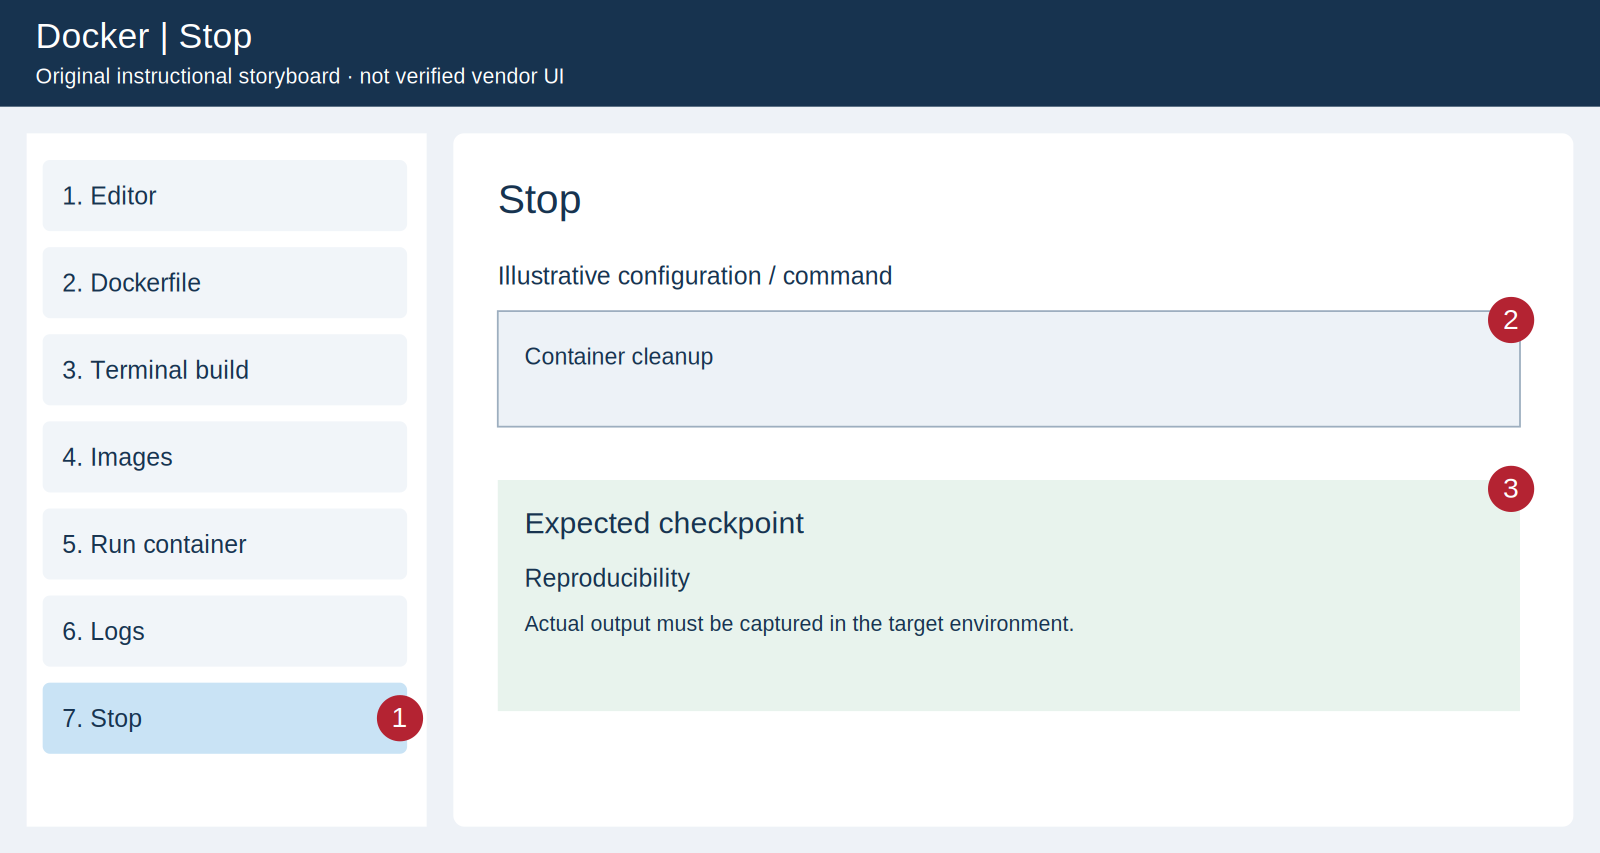 Docker | Stop
Original instructional storyboard · not verified vendor UI
1. Editor
2. Dockerfile
3. Terminal build
4. Images
5. Run container
6. Logs
7. Stop
1
Stop
Illustrative configuration / command
2
Container cleanup
3
Expected checkpoint
Reproducibility
Actual output must be captured in the target environment.